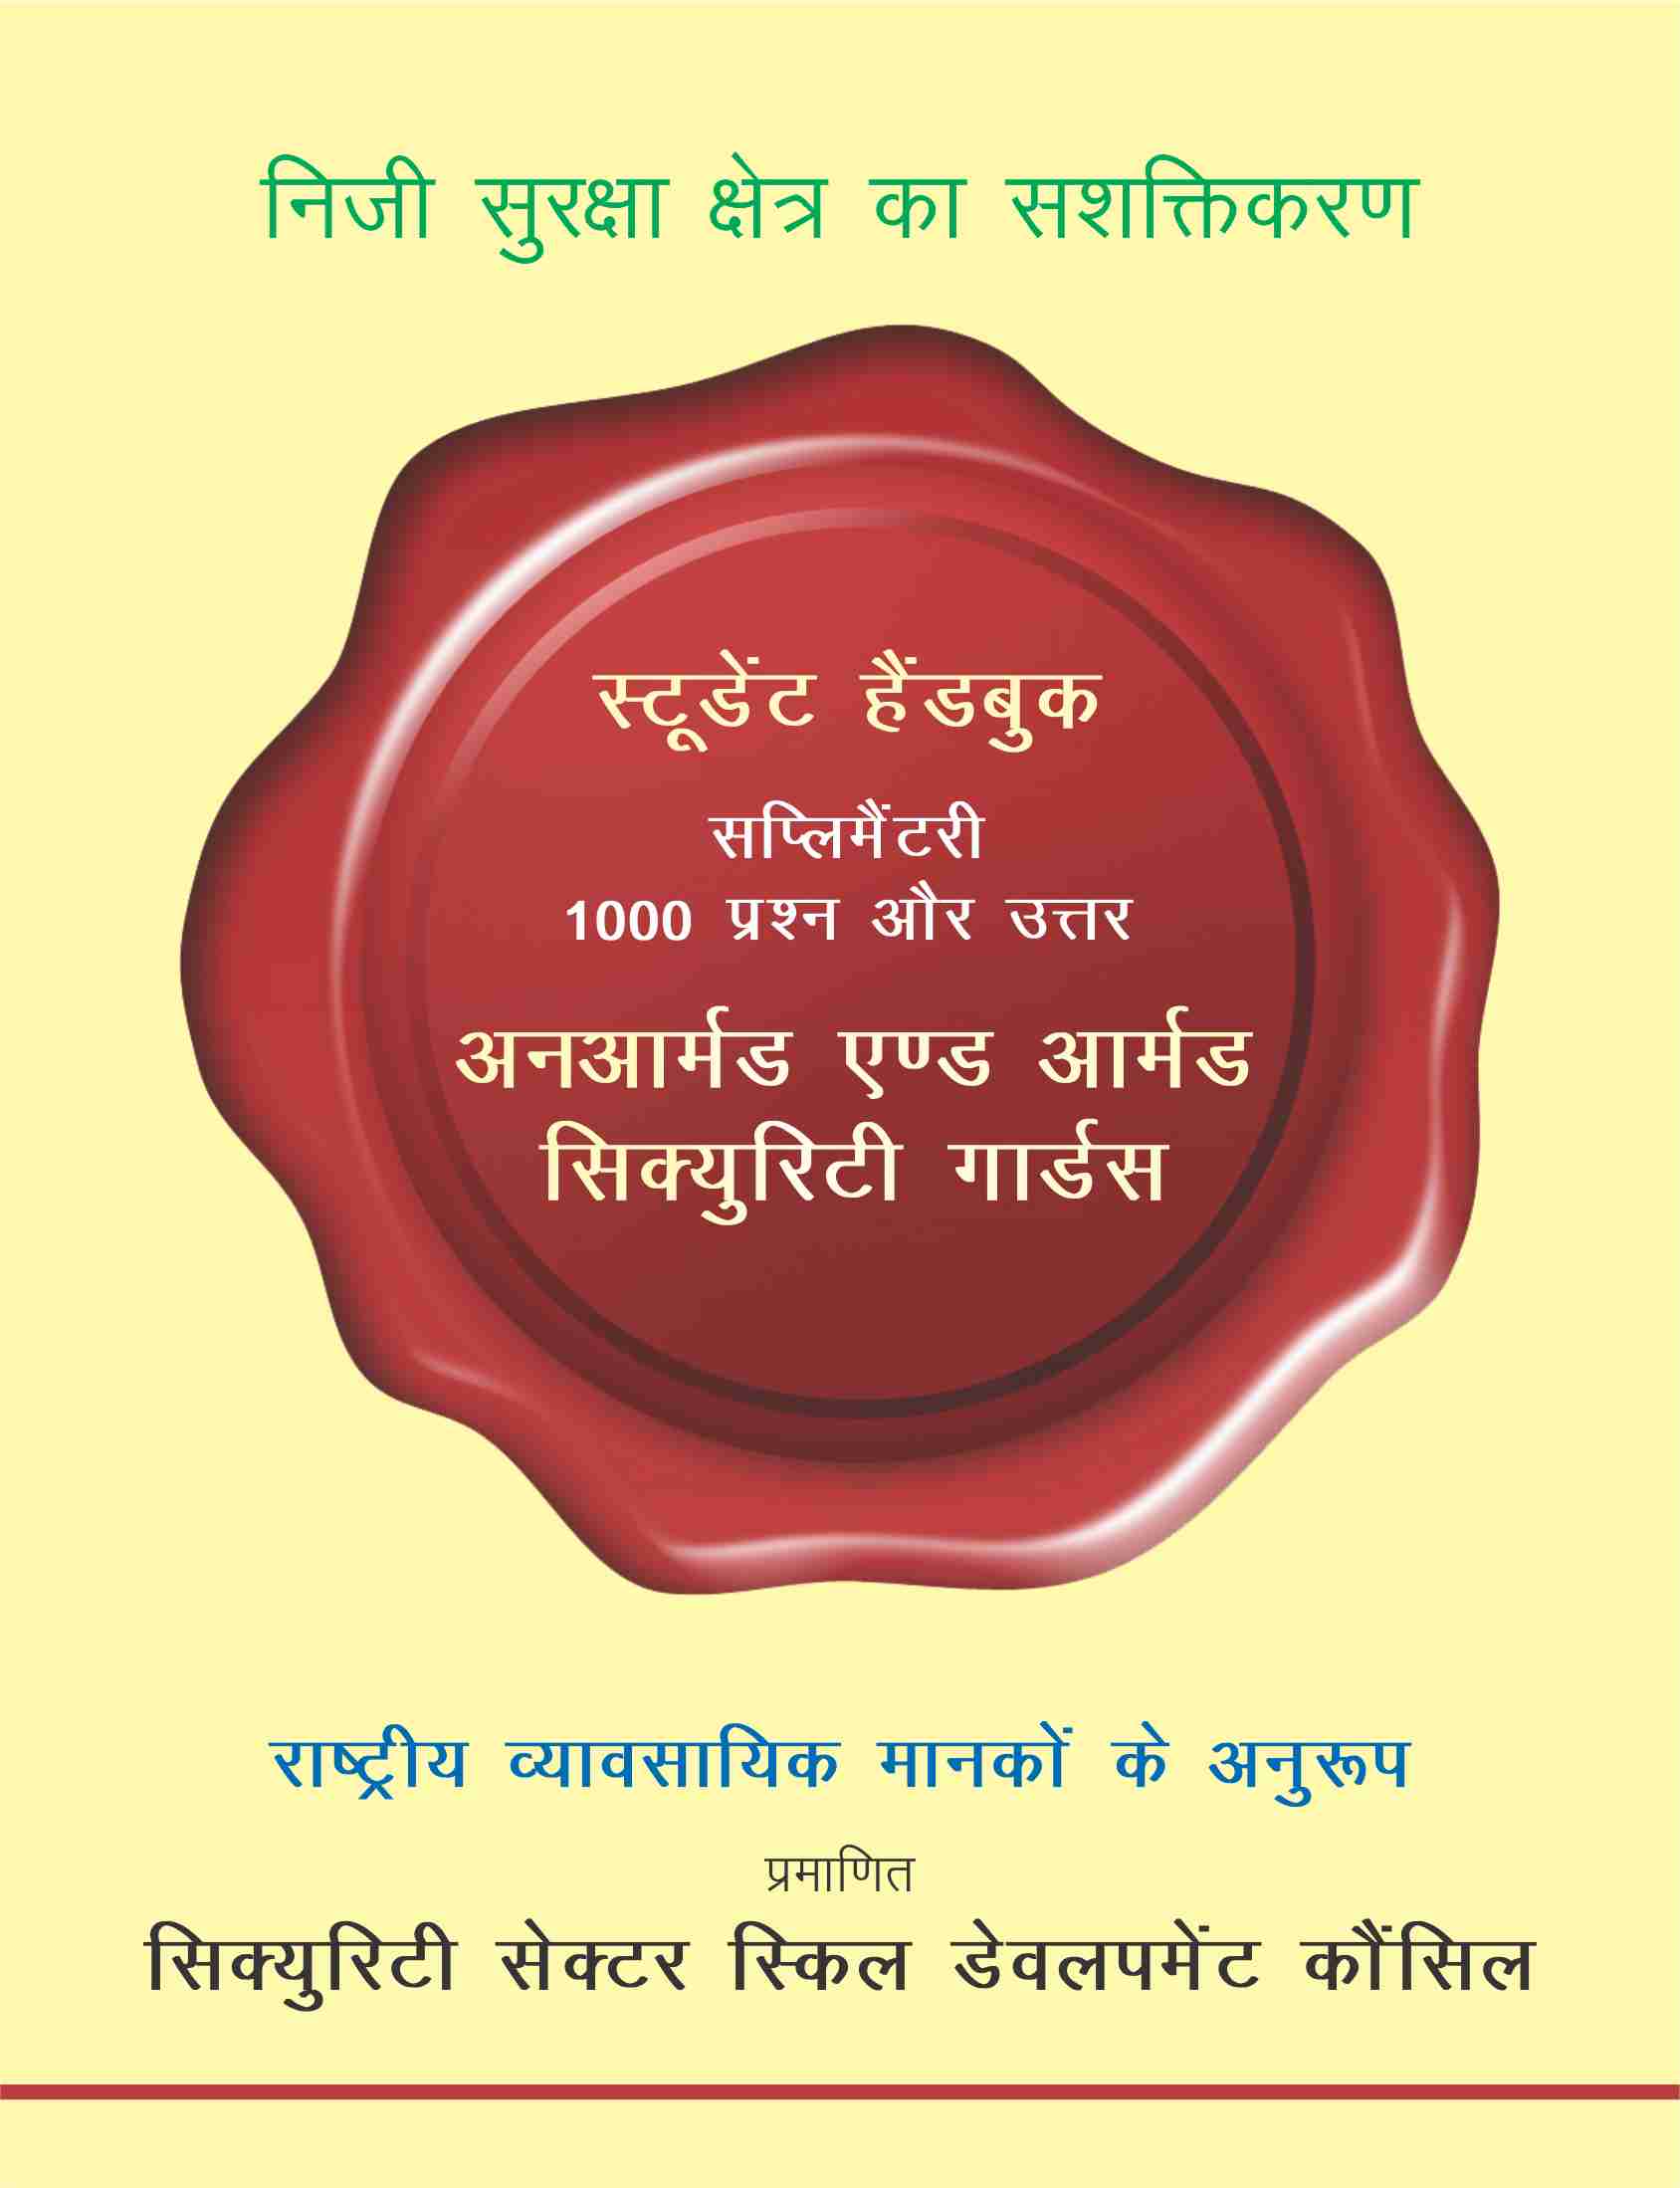 निजी सुरक्षा क्षेत्र का सशक्तिकरण
स्टूडेंट हैंडबुक
सप्लिमैंटरी
1000 प्रश्न और उत्तर
अनआर्मड एण्ड आर्मड
सिक्युरिटी गार्डस
राष्ट्रीय व्यावसायिक मानकों के अनुरूप
प्रमाणित
सिक्युरिटी सेक्टर स्किल डेवलपमेंट कौंसिल